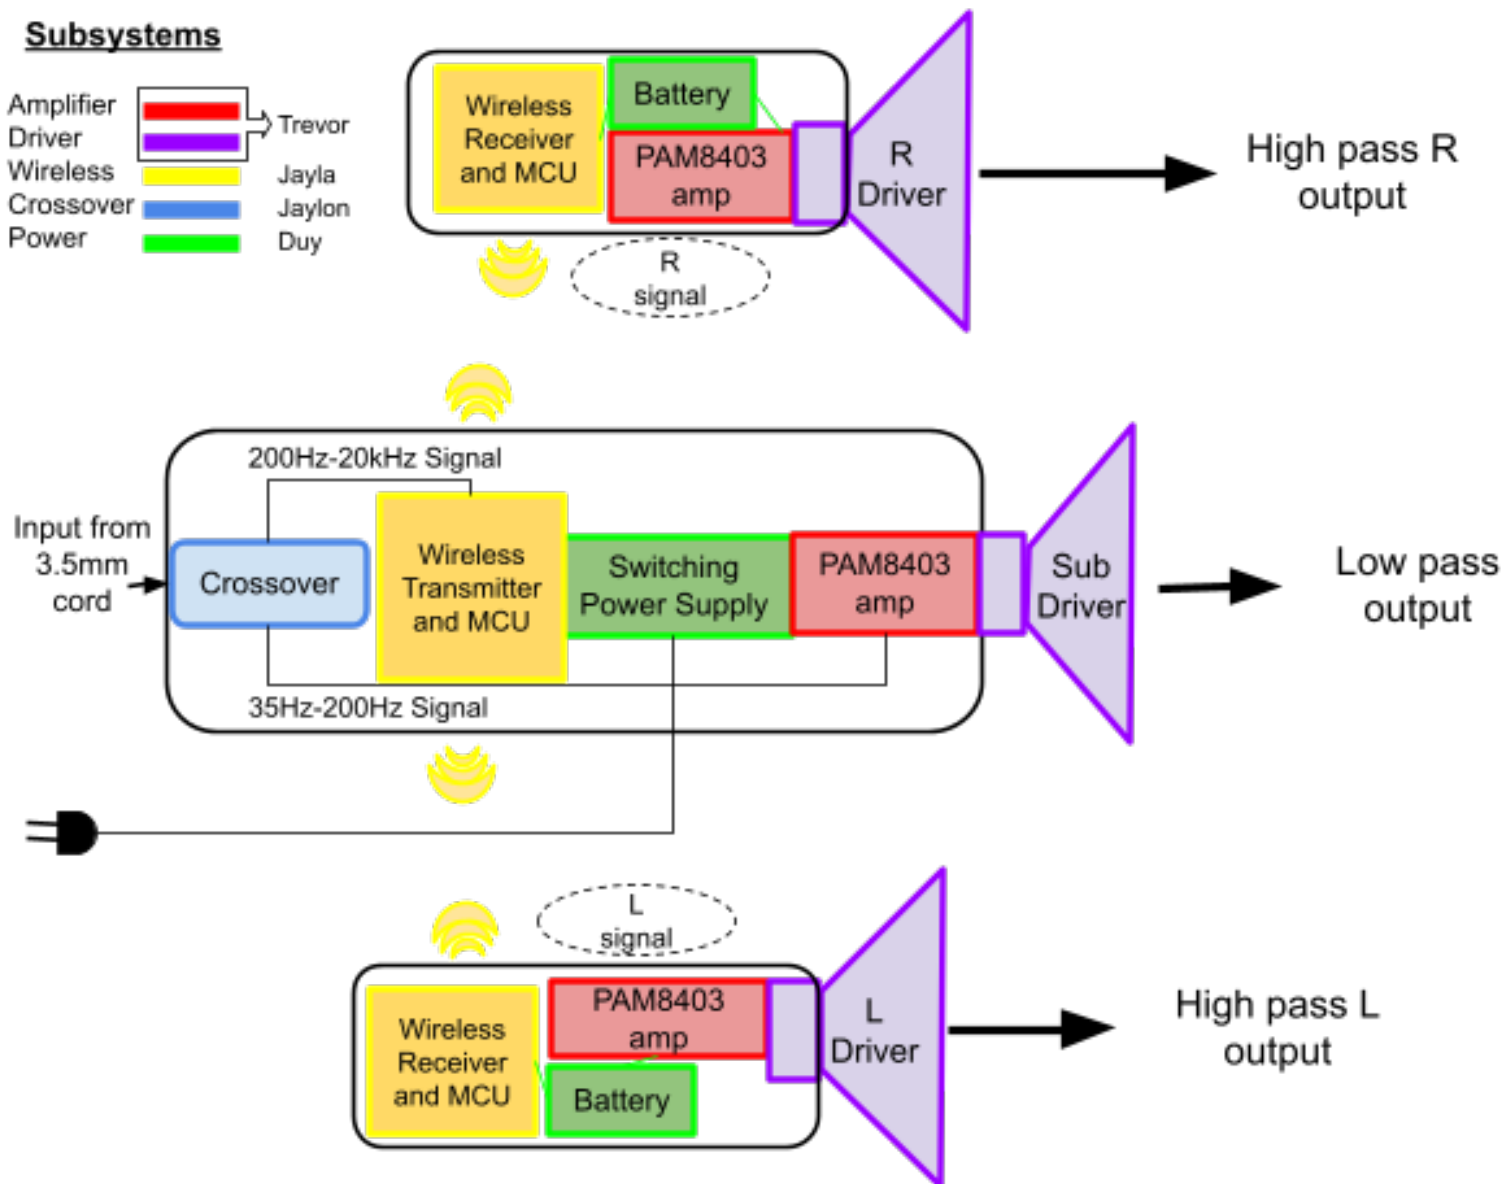 Subsystems
Amplifier
Driver
Trevor
Wireless
Jayla
Crossover
Jaylon
Power
Duy
Wireless
Receiver
and MCU
Battery
PAM8403
amp
R
Driver
High pass R
output
R
signal
200Hz-20kHz Signal
Input from
3.5mm
cord
Crossover
Wireless
Transmitter
and MCU
Switching
Power Supply
PAM8403
amp
Sub
Driver
Low pass
output
35Hz-200Hz Signal
L
signal
Wireless
Receiver
and MCU
PAM8403
amp
Battery
L
Driver
High pass L
output